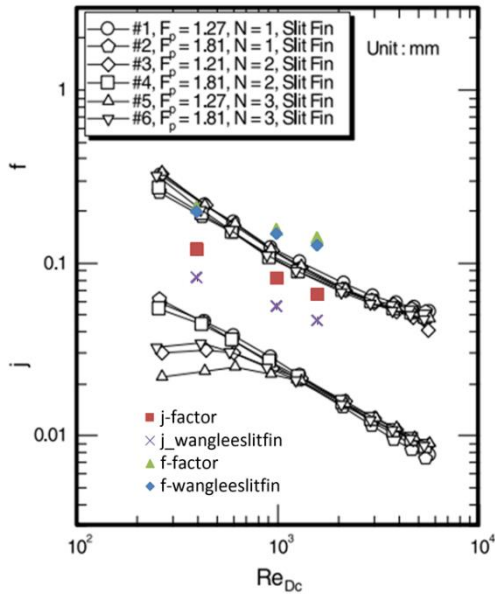 #1, Fp = 1.27, N = 1, Slit Fin
#2, Fp = 1.81, N = 1, Slit Fin
#3, Fp = 1.21, N = 2, Slit Fin
#4, Fp = 1.81, N = 2, Slit Fin
#5, Fp = 1.27, N = 3, Slit Fin
#6, Fp = 1.81, N = 3, Slit Fin
Unit : mm
1
f
0.1
j
0.01
j-factor
j_wangleeslitfin
f-factor
f-wangleeslitfin
10²
10³
10⁴
ReDc